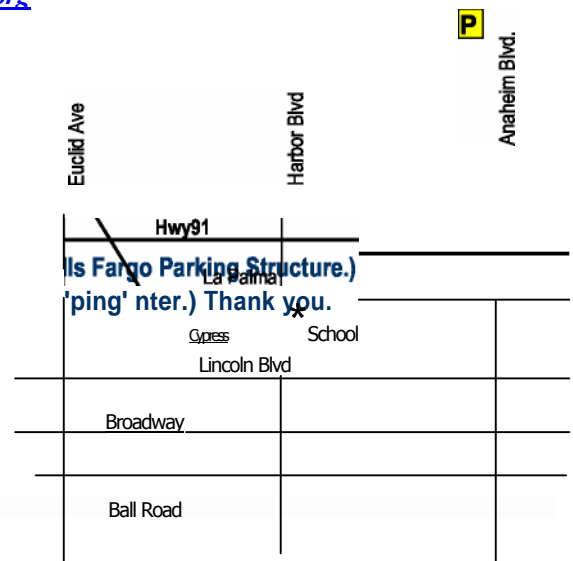 org
P
Anaheim Blvd.
Euclid Ave
Harbor Blvd
Hwy91
lls Fargo Parking Structure.)
La Palma
'ping' nter.) Thank you.
*
Cypress
School
Lincoln Blvd
Broadway
Ball Road